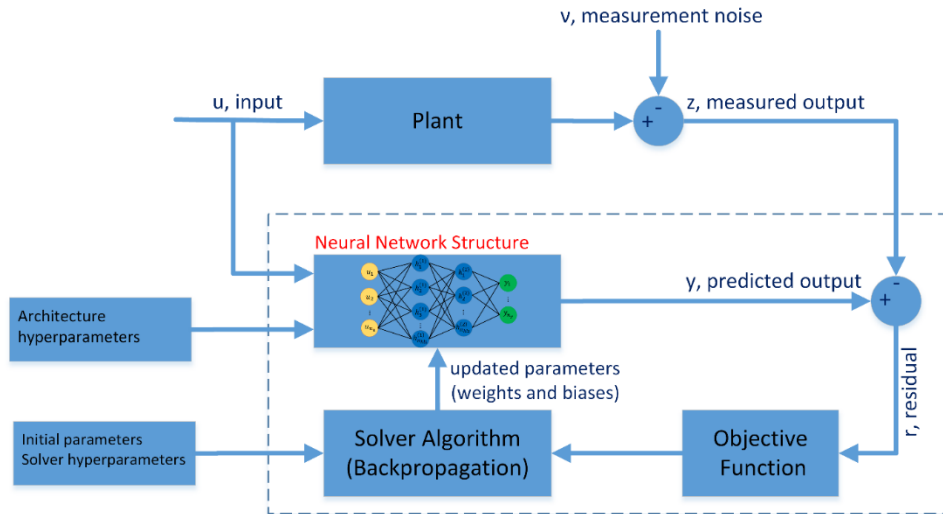 ν, measurement noise
u, input
Plant
+
-
z, measured output
Neural Network Structure
y, predicted output
+
-
Architecture
hyperparameters
updated parameters
(weights and biases)
r, residual
Initial parameters
Solver hyperparameters
Solver Algorithm
(Backpropagation)
Objective
Function